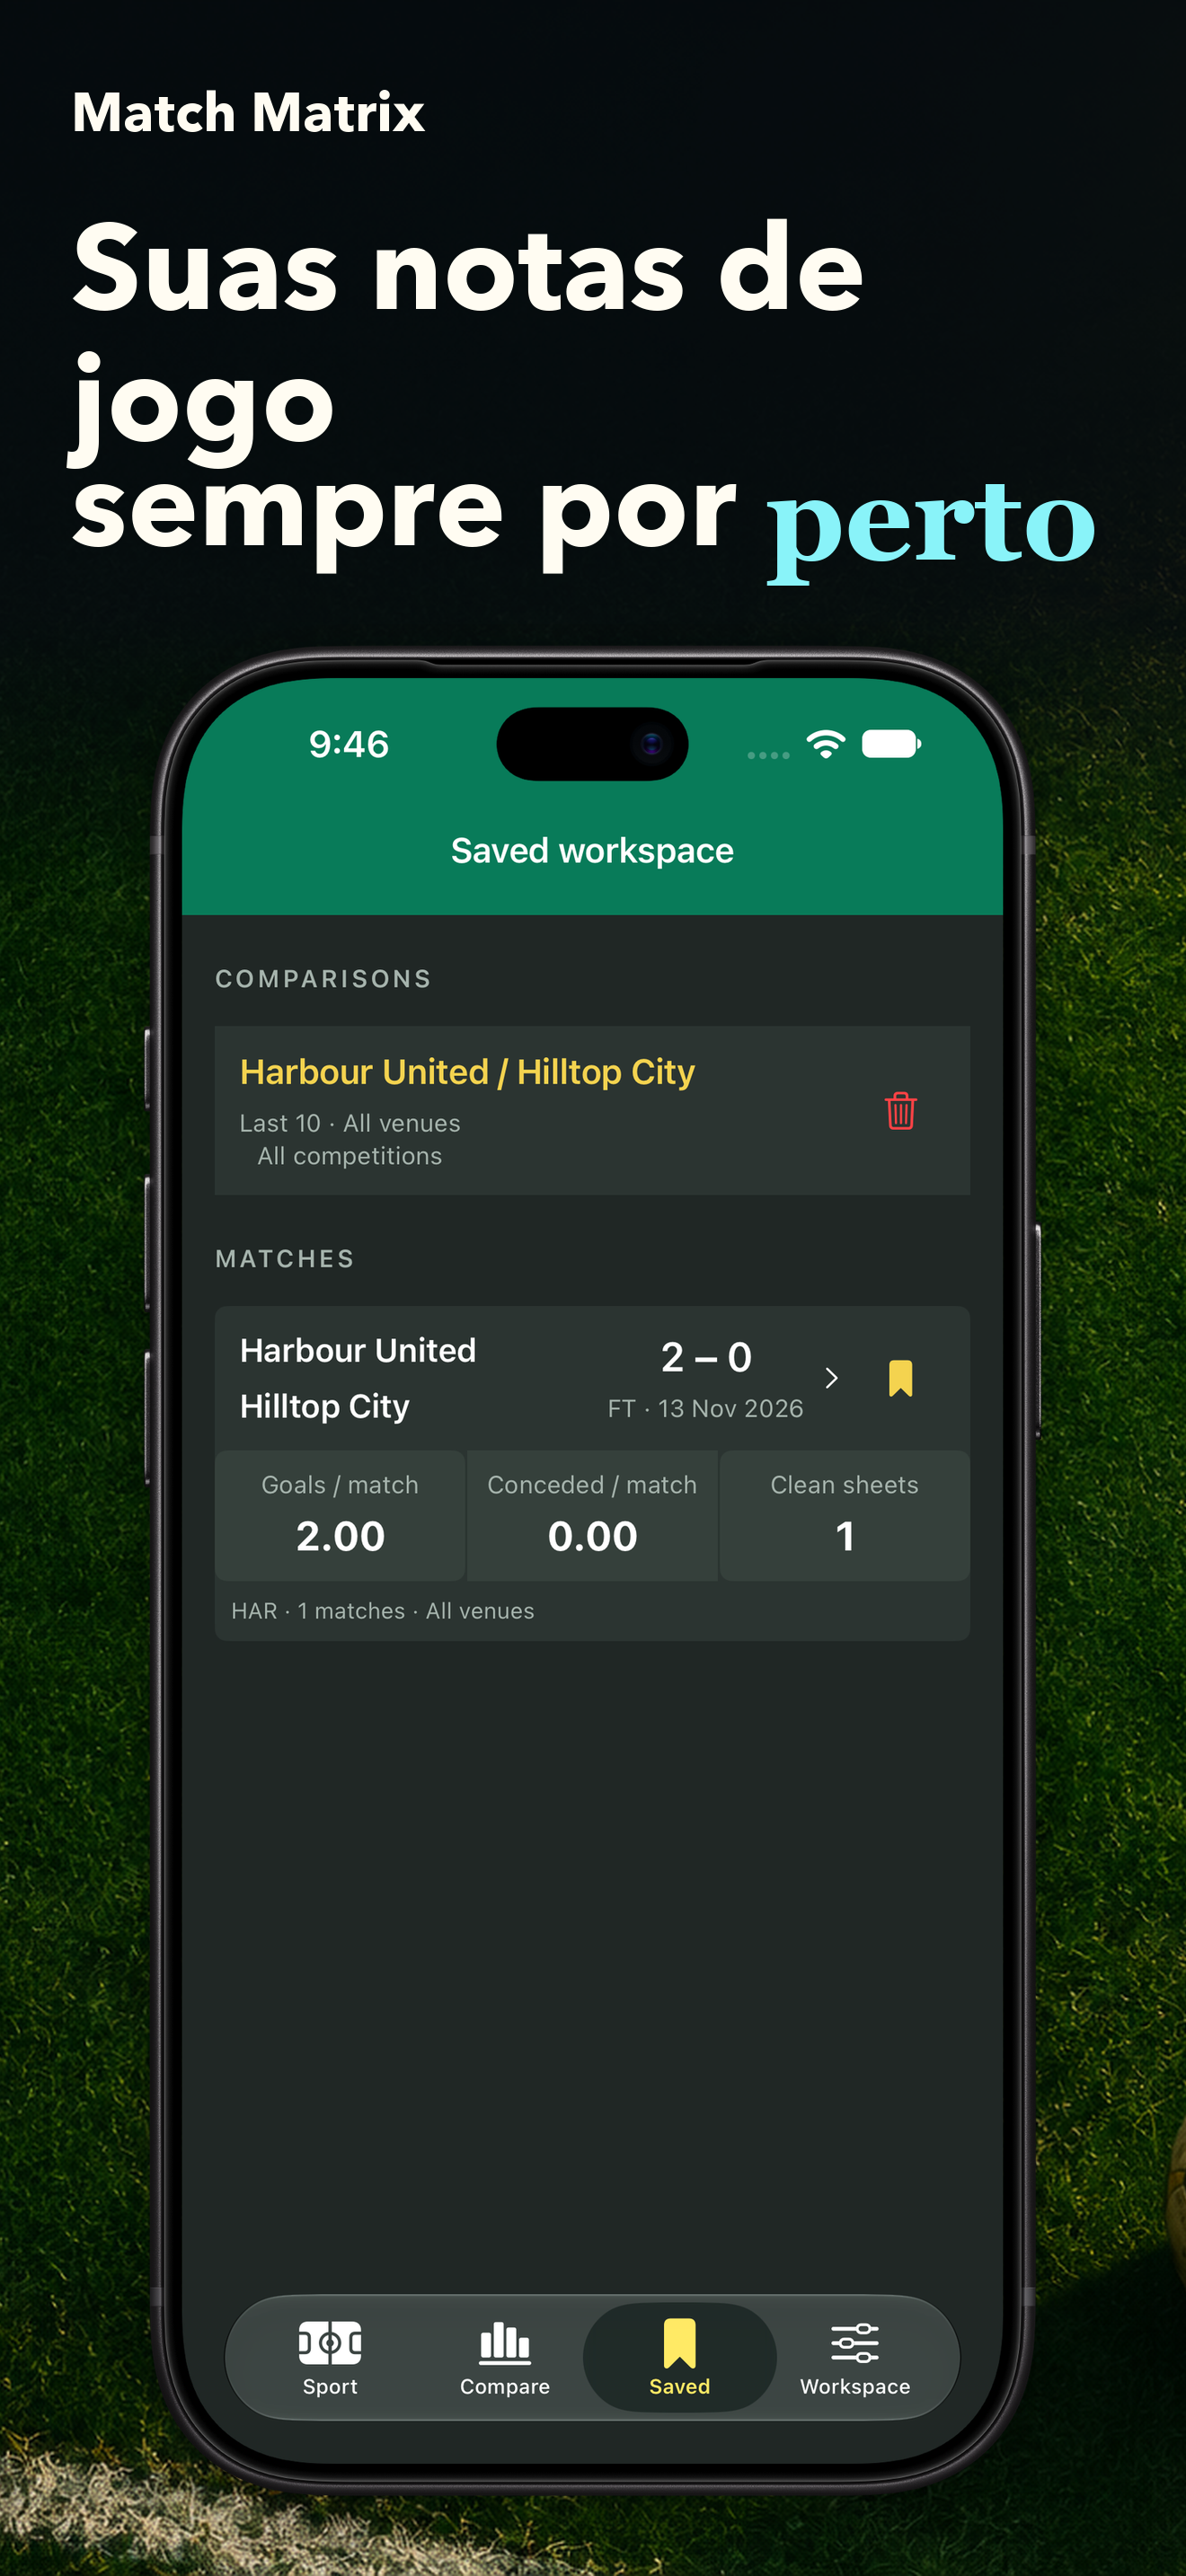 Match Matrix
Suas notas de
jogo
sempre por perto
9:46
Saved workspace
COMPARISONS
Harbour United / Hilltop City
Last 10 · All venues
All competitions
MATCHES
Harbour United
2 – 0
Hilltop City
FT · 13 Nov 2026
Goals / match
Conceded / match
Clean sheets
2.00
0.00
1
HAR · 1 matches · All venues
Sport
Compare
Saved
Workspace